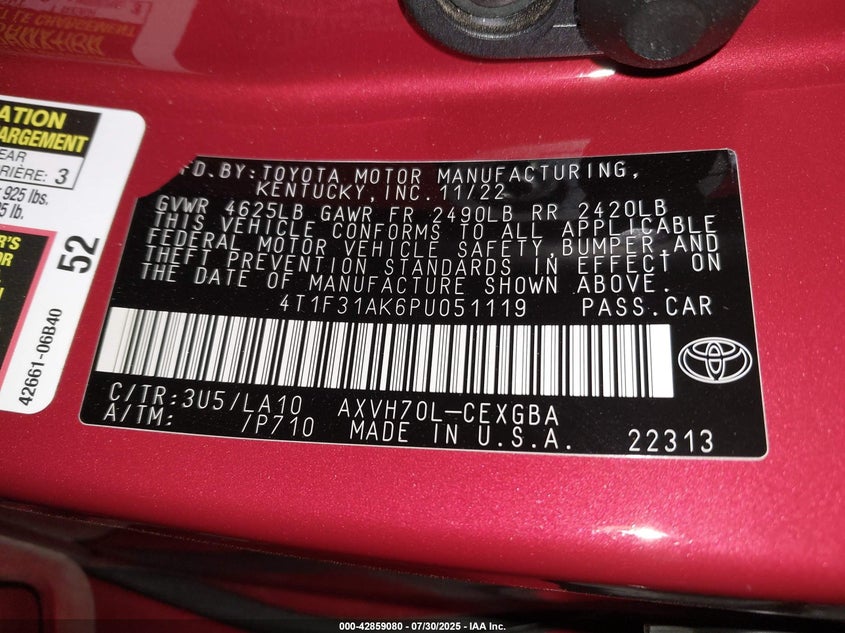 ATION
ARGEMENT
EAR
RIÈRE: 3
925 lbs.
5 lb.
R'S
OR
52
42661-06B40
MFD. BY: TOYOTA MOTOR MANUFACTURING,
KENTUCKY, INC. 11/22
GVWR 4625LB GAWR FR 2490LB RR 2420LB
THIS VEHICLE CONFORMS TO ALL APPLICABLE
FEDERAL MOTOR VEHICLE SAFETY, BUMPER, AND
THEFT PREVENTION STANDARDS IN EFFECT ON
THE DATE OF MANUFACTURE SHOWN ABOVE.
4T1F31AK6PU051119 PASS.CAR
C/TR:3U5/LA10 AXVH70L-CEXGBA
A/TM: /P710 MADE IN U.S.A. 22313
000-42859080 - 07/30/2025 - IAA Inc.